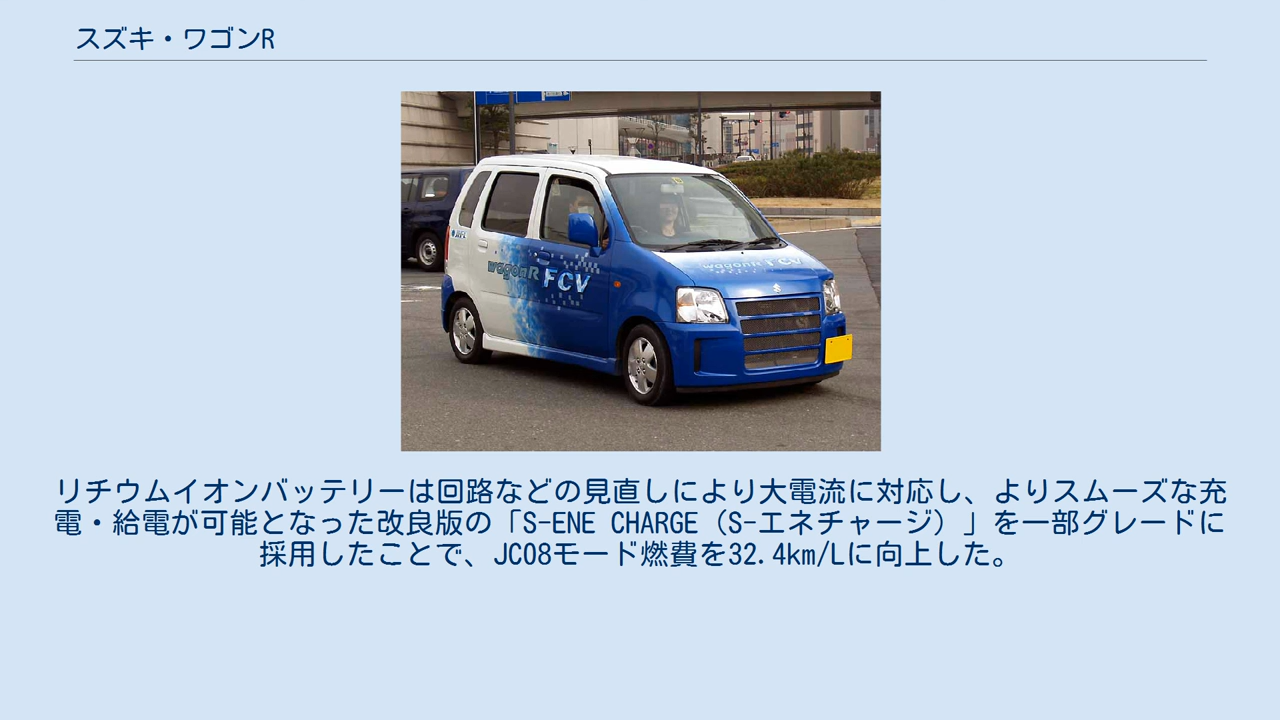 スズキ・ワゴンR
wagonR FCV
wagonR FCV
リチウムイオンバッテリーは回路などの見直しにより大電流に対応し、よりスムーズな充
電・給電が可能となった改良版の「S-ENE CHARGE（S-エネチャージ）」を一部グレードに
採用したことで、JC08モード燃費を32.4km/Lに向上した。